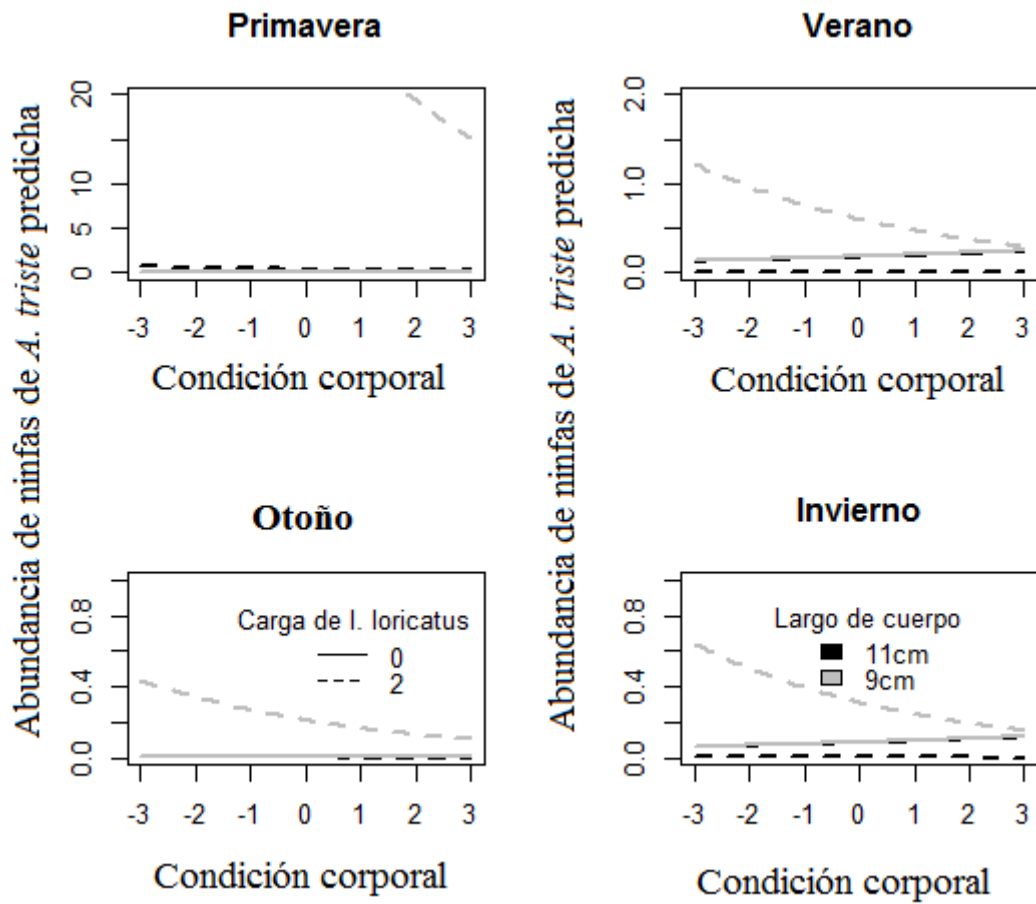 Primavera
Abundancia de ninfas de A. triste predicha
20
10
5
0
-3 -2 -1 0 1 2 3
Condición corporal
Verano
Abundancia de ninfas de A. triste predicha
2.0
1.0
0.0
-3 -2 -1 0 1 2 3
Condición corporal
Otoño
0.8
0.4
0.0
Carga de I. loricatus
0
2
-3 -2 -1 0 1 2 3
Condición corporal
Invierno
0.8
0.4
0.0
Largo de cuerpo
11cm
9cm
-3 -2 -1 0 1 2 3
Condición corporal